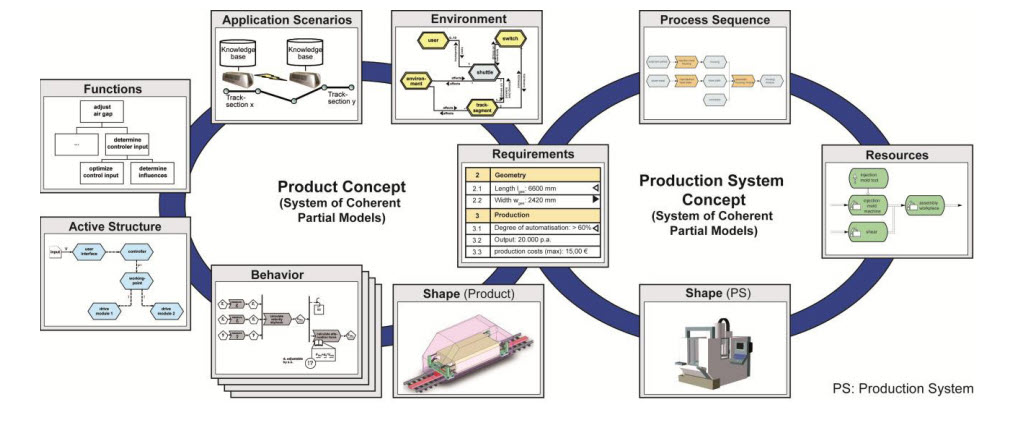 Application Scenarios
Knowledge
base
Knowledge
base
Track-
section x
Track-
section y
Environment
user
switch
shuttle
environ-
ment
track-
segment
effects
effects
effects
Process Sequence
Functions
adjust
air gap
...
determine
controler input
optimize
control input
determine
influences
Product Concept
(System of Coherent
Partial Models)
Requirements
2 Geometry
2.1 Length l : 6600 mm
2.2 Width w : 2420 mm
3 Production
3.1 Degree of automatisation: > 60%
3.2 Output: 20.000 p.a.
3.3 production costs (max): 15,00 €
Production System
Concept
(System of Coherent
Partial Models)
Resources
injection
mold tool
injection
mold
machine
assembly
workplace
shear
Active Structure
input
user
interface
controller
working-
point
drive
module 1
drive
module 2
Behavior
Shape (Product)
Shape (PS)
PS: Production System